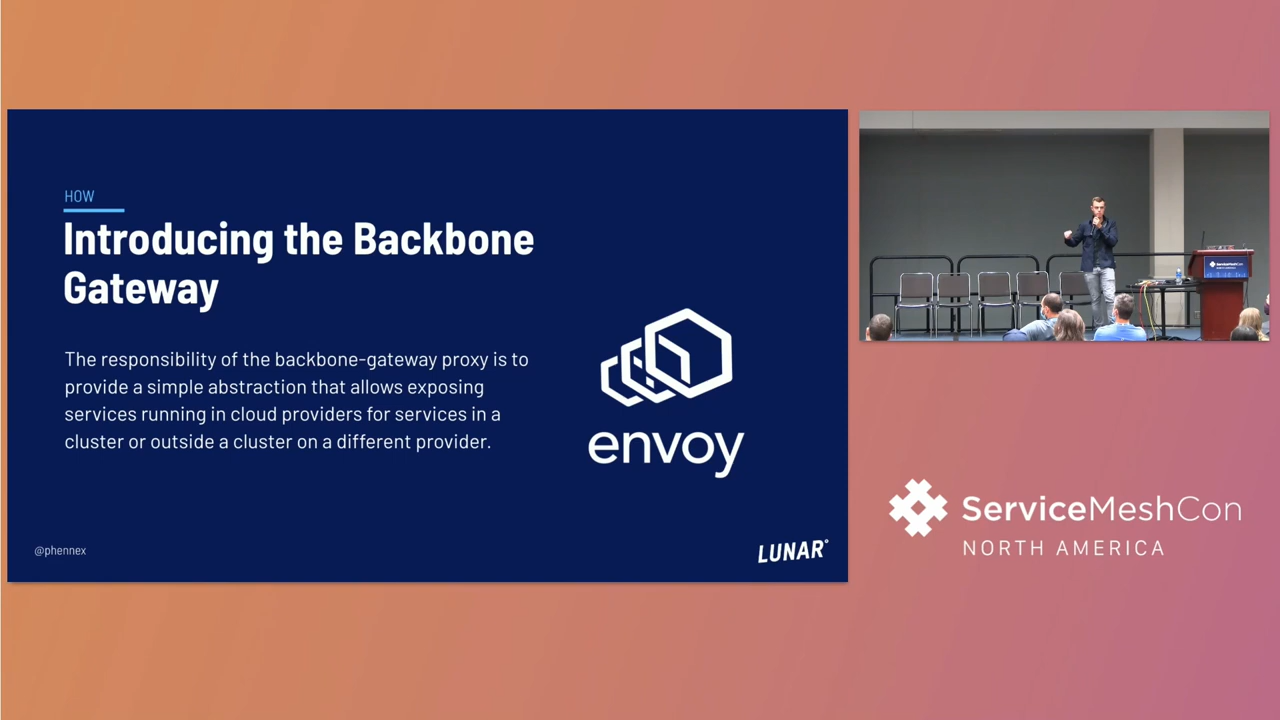 HOW
Introducing the Backbone
Gateway
The responsibility of the backbone-gateway proxy is to
provide a simple abstraction that allows exposing
services running in cloud providers for services in a
cluster or outside a cluster on a different provider.
envoy
@phennex
LUNAR°
ServiceMeshCon
ServiceMeshCon
NORTH AMERICA